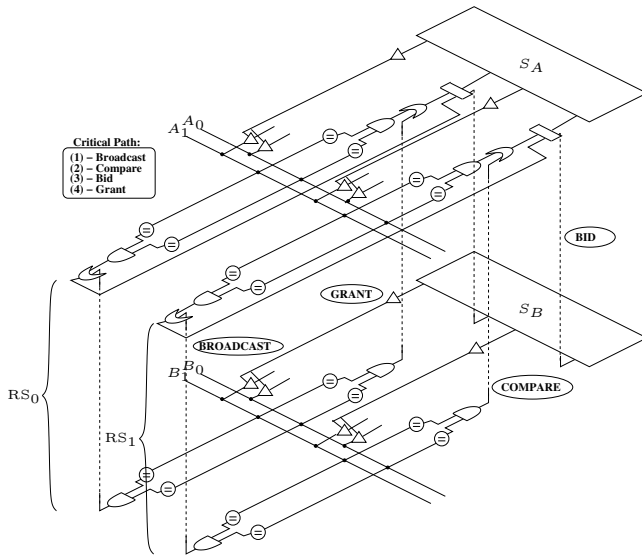 S_A
A_0
A_1
Critical Path:
(1) – Broadcast
(2) – Compare
(3) – Bid
(4) – Grant
=
=
=
=
=
=
=
=
BID
GRANT
S_B
BROADCAST
B_0
B_1
COMPARE
RS_0
RS_1
=
=
=
=
=
=
=
=